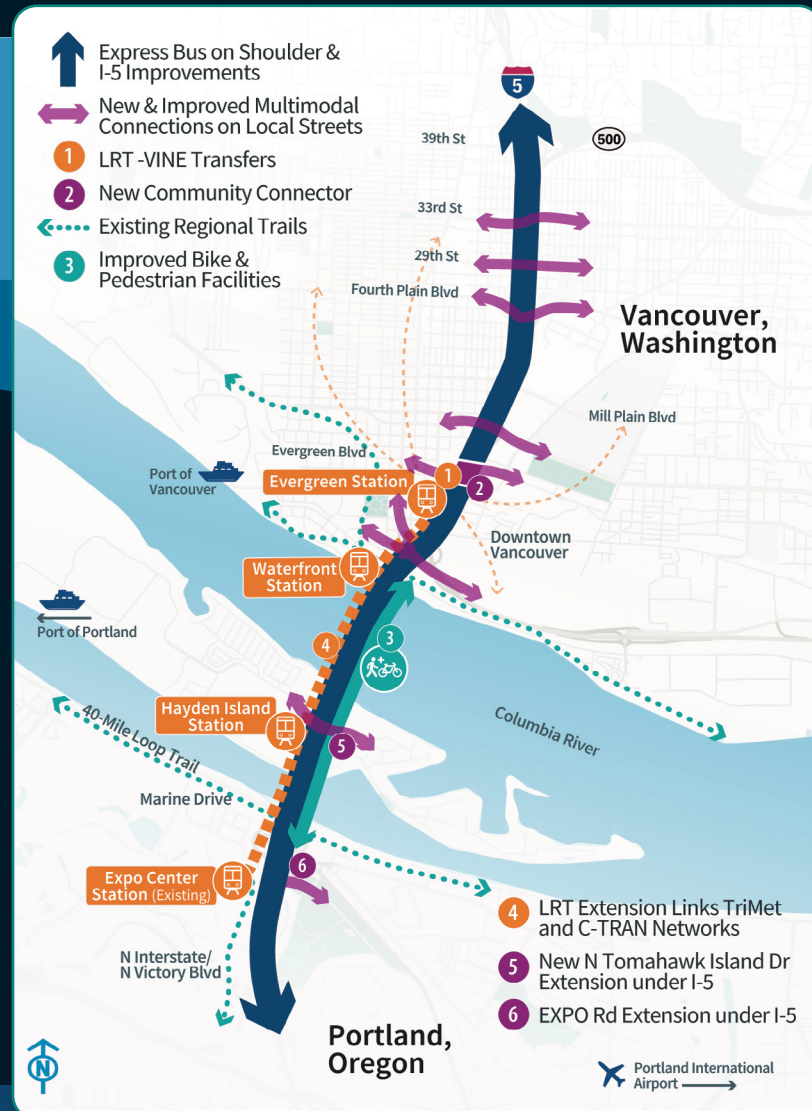 Express Bus on Shoulder &
I-5 Improvements
New & Improved Multimodal
Connections on Local Streets
1
LRT -VINE Transfers
2
New Community Connector
Existing Regional Trails
3
Improved Bike &
Pedestrian Facilities
5
39th St
500
33rd St
29th St
Fourth Plain Blvd
Vancouver,
Washington
Mill Plain Blvd
Evergreen Blvd
Port of
Vancouver
Evergreen Station
1
2
Downtown
Vancouver
Waterfront
Station
Port of Portland
4
3
Hayden Island
Station
5
40-Mile Loop Trail
Columbia River
Marine Drive
6
Expo Center
Station (Existing)
N Interstate/
N Victory Blvd
4
LRT Extension Links TriMet
and C-TRAN Networks
5
New N Tomahawk Island Dr
Extension under I-5
6
EXPO Rd Extension under I-5
Portland,
Oregon
N
Portland International
Airport